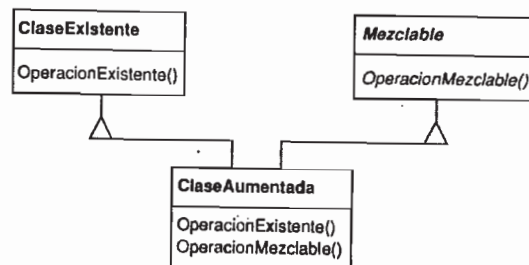 ClaseExistente
OperacionExistente()
Mezclable
OperacionMezclable()
ClaseAumentada
OperacionExistente()
OperacionMezclable()